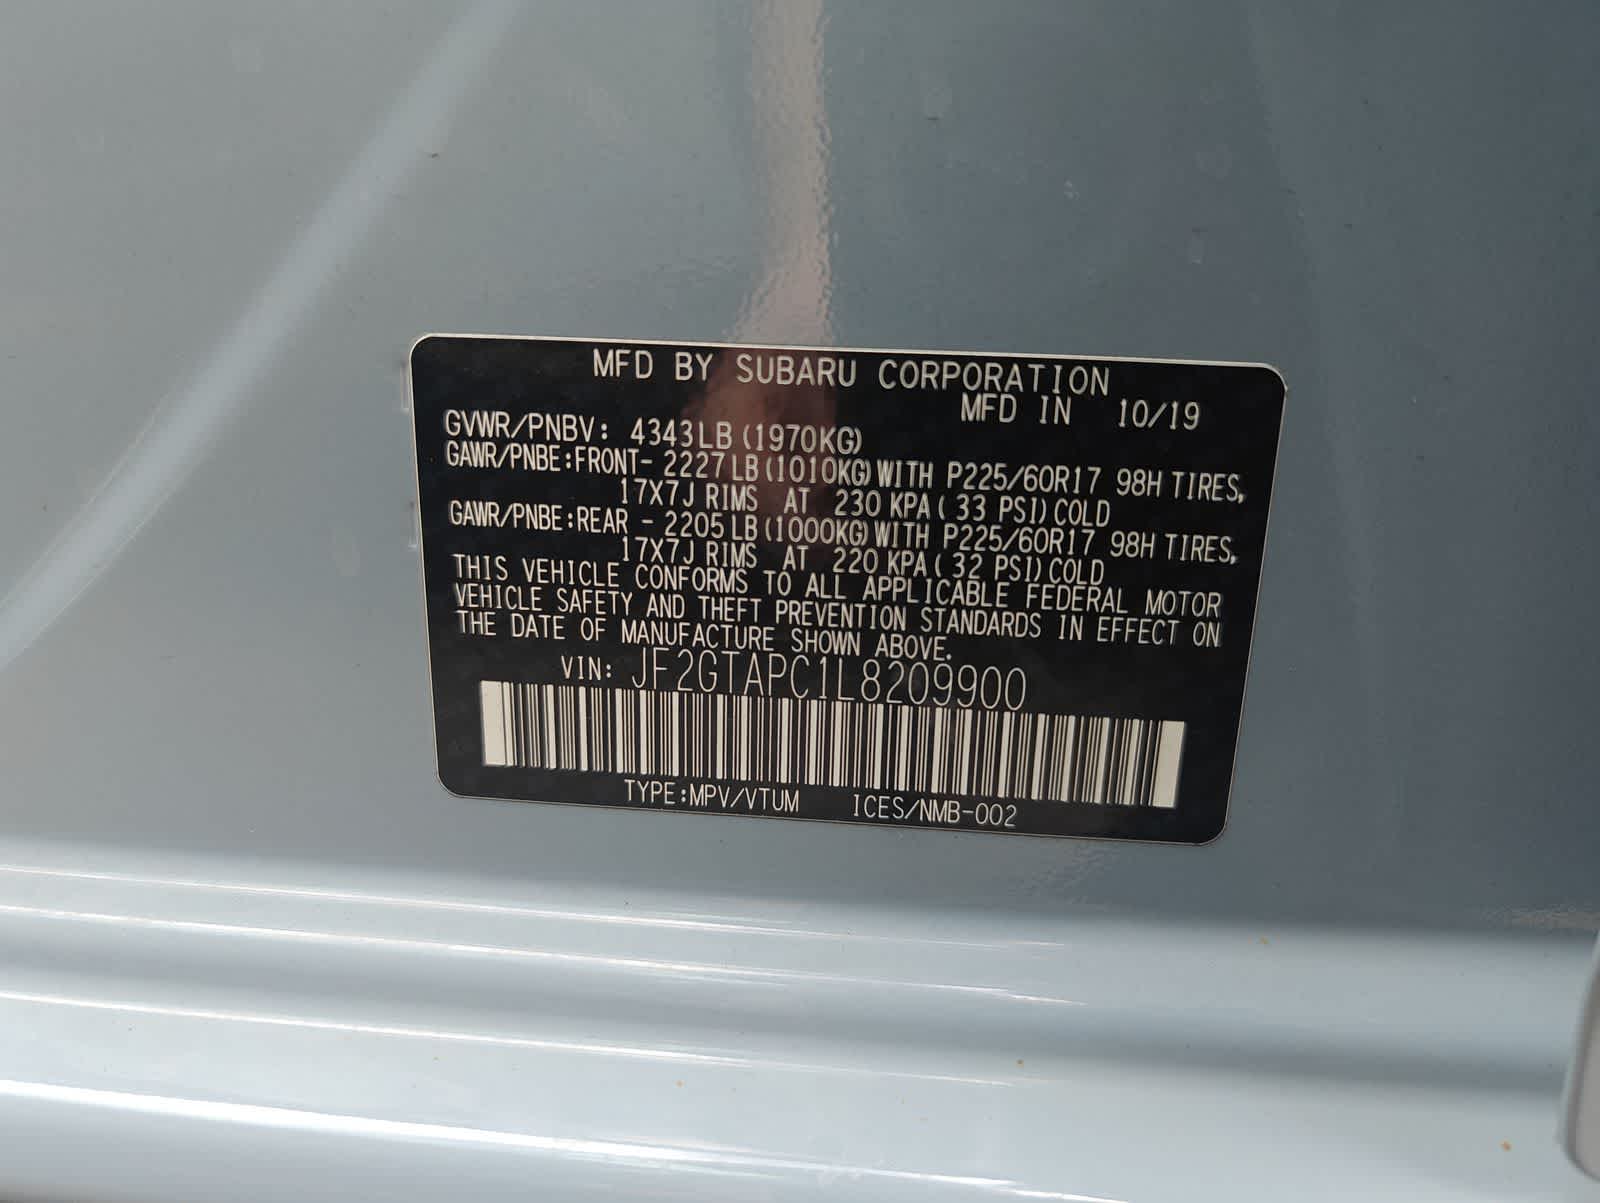 MFD BY SUBARU CORPORATION
MFD IN 10/19
GVWR/PNBV: 4343LB(1970KG)
GAWR/PNBE:FRONT- 2227LB(1010KG)WITH P225/60R17 98H TIRES,
17X7J RIMS AT 230 KPA( 33 PSI)COLD
GAWR/PNBE:REAR - 2205LB(1000KG)WITH P225/60R17 98H TIRES,
17X7J RIMS AT 220 KPA( 32 PSI)COLD
THIS VEHICLE CONFORMS TO ALL APPLICABLE FEDERAL MOTOR
VEHICLE SAFETY AND THEFT PREVENTION STANDARDS IN EFFECT ON
THE DATE OF MANUFACTURE SHOWN ABOVE.
VIN: JF2GTAPC1L8209900
TYPE:MPV/VTUM ICES/NMB-002